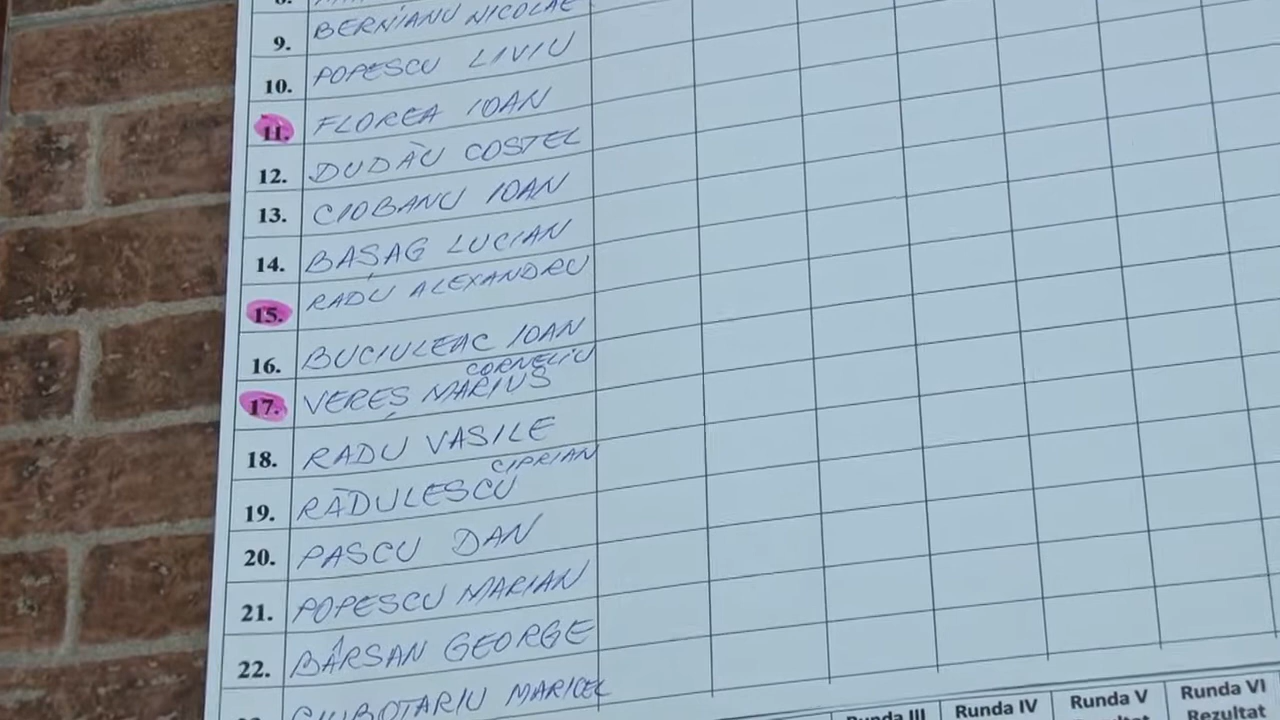 9. BERNIANU NICOLAE
10. POPESCU LIVIU
11. FLOREA IOAN
12. DUDĂU COSTEL
13. CIOBANU IOAN
14. BAȘAG LUCIAN
15. RADU ALEXANDRU
16. BUCIULEAC IOAN
17. VEREȘ MARIUS CORNELIU
18. RADU VASILE
19. RĂDULESCU CIPRIAN
20. PASCU DAN
21. POPESCU MARIAN
22. BÂRSAN GEORGE
CIUBOTARIU MARICEL
Runda III Runda IV Runda V Runda VI
Rezultat